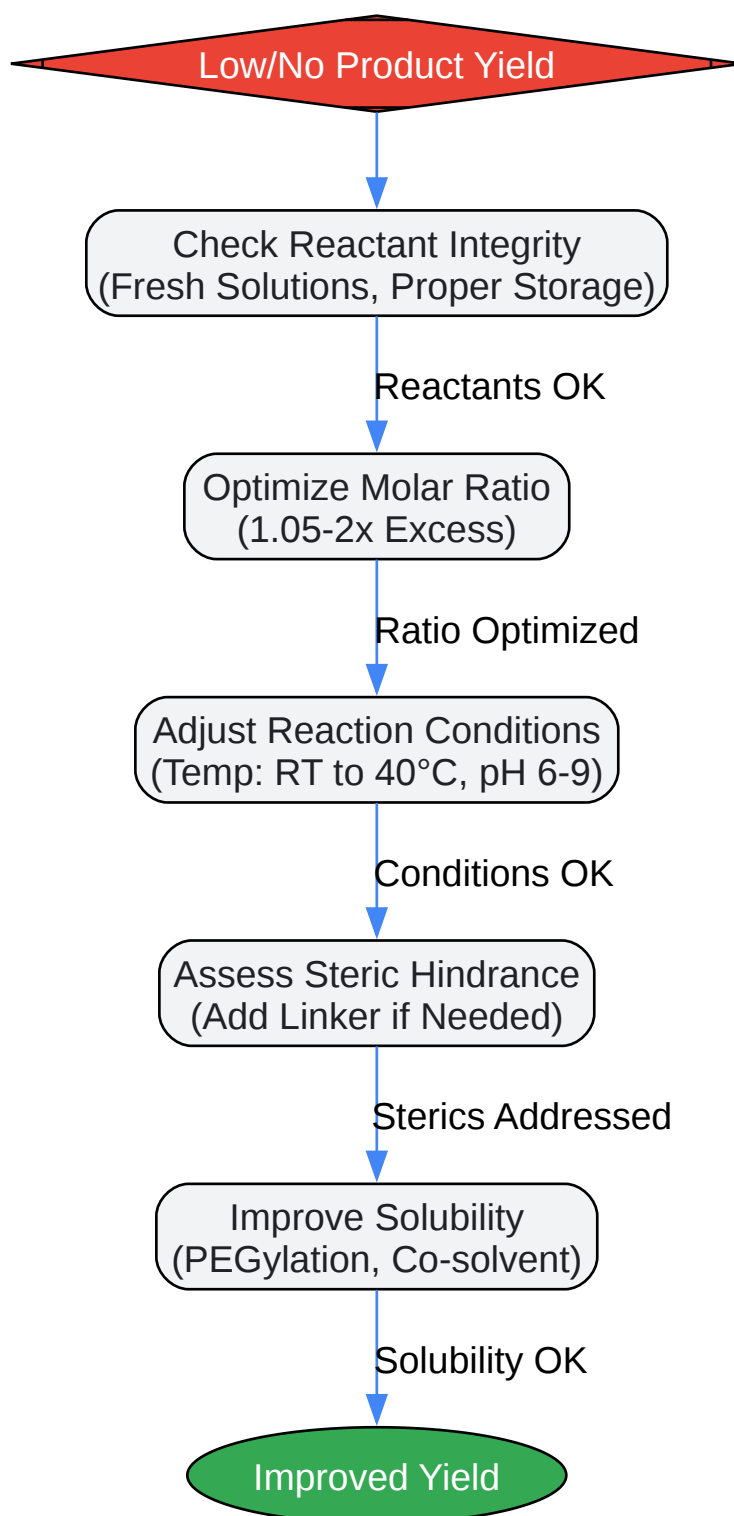 Low/No Product Yield
Check Reactant Integrity
(Fresh Solutions, Proper Storage)
Reactants OK
Optimize Molar Ratio
(1.05-2x Excess)
Ratio Optimized
Adjust Reaction Conditions
(Temp: RT to 40°C, pH 6-9)
Conditions OK
Assess Steric Hindrance
(Add Linker if Needed)
Sterics Addressed
Improve Solubility
(PEGylation, Co-solvent)
Solubility OK
Improved Yield